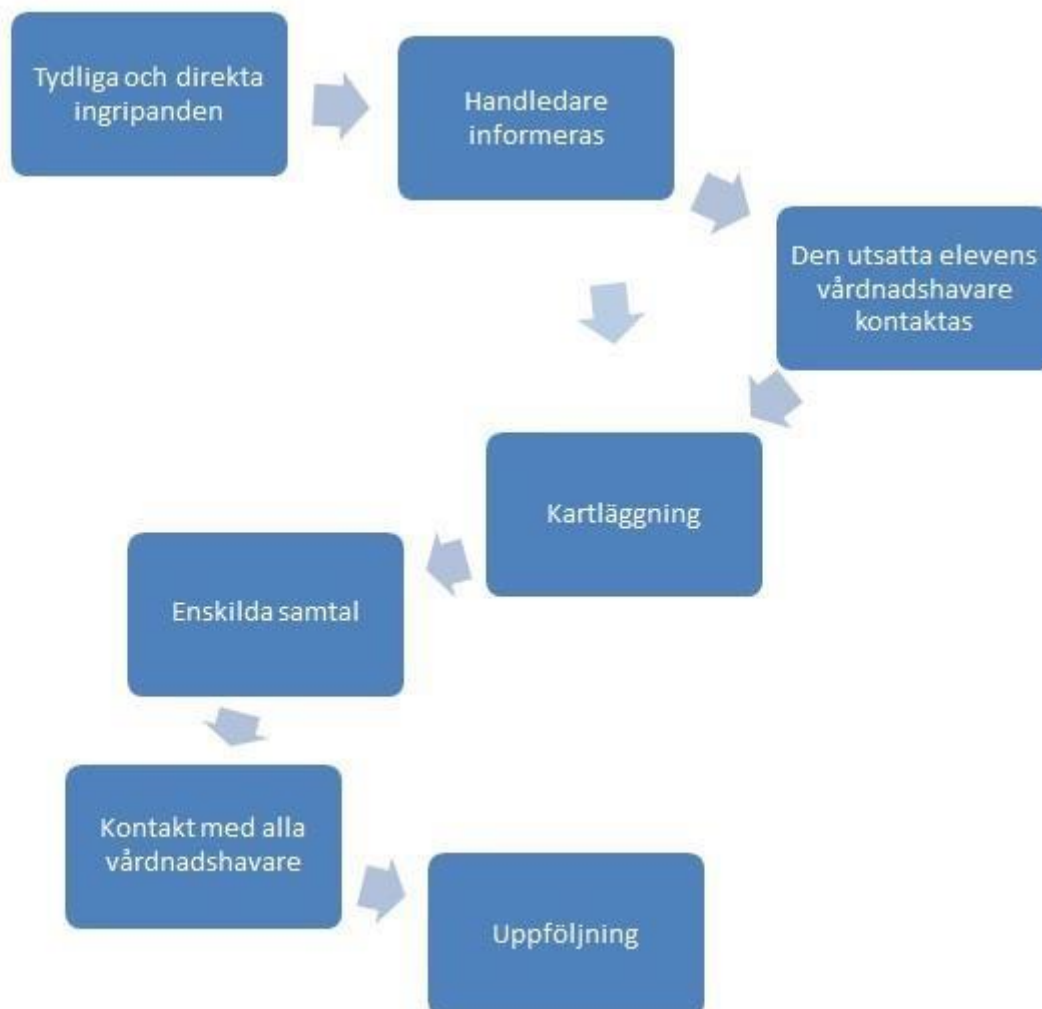 Tydliga och direkta
ingripanden
Handledare
informeras
Den utsatta elevens
vårdnadshavare
kontaktas
Kartläggning
Enskilda samtal
Kontakt med alla
vårdnadshavare
Uppföljning